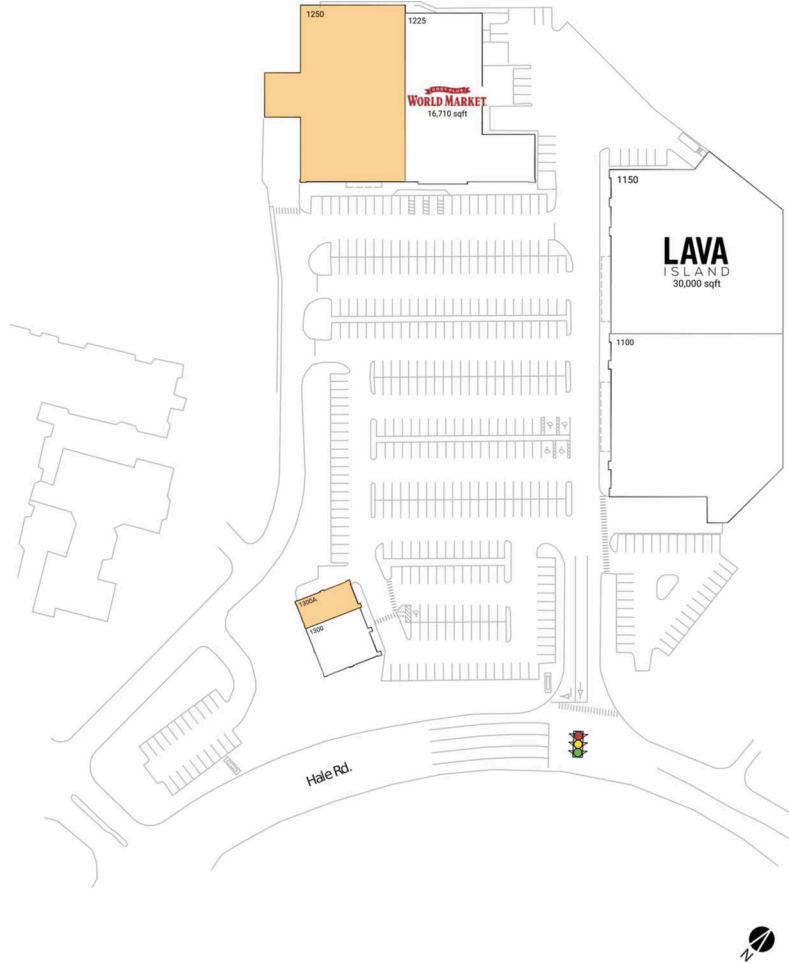 1250
1225
COST PLUS
WORLD MARKET
16,710 sqft
1150
LAVA
ISLAND
30,000 sqft
1100
1300A
1300
Hale Rd.
N